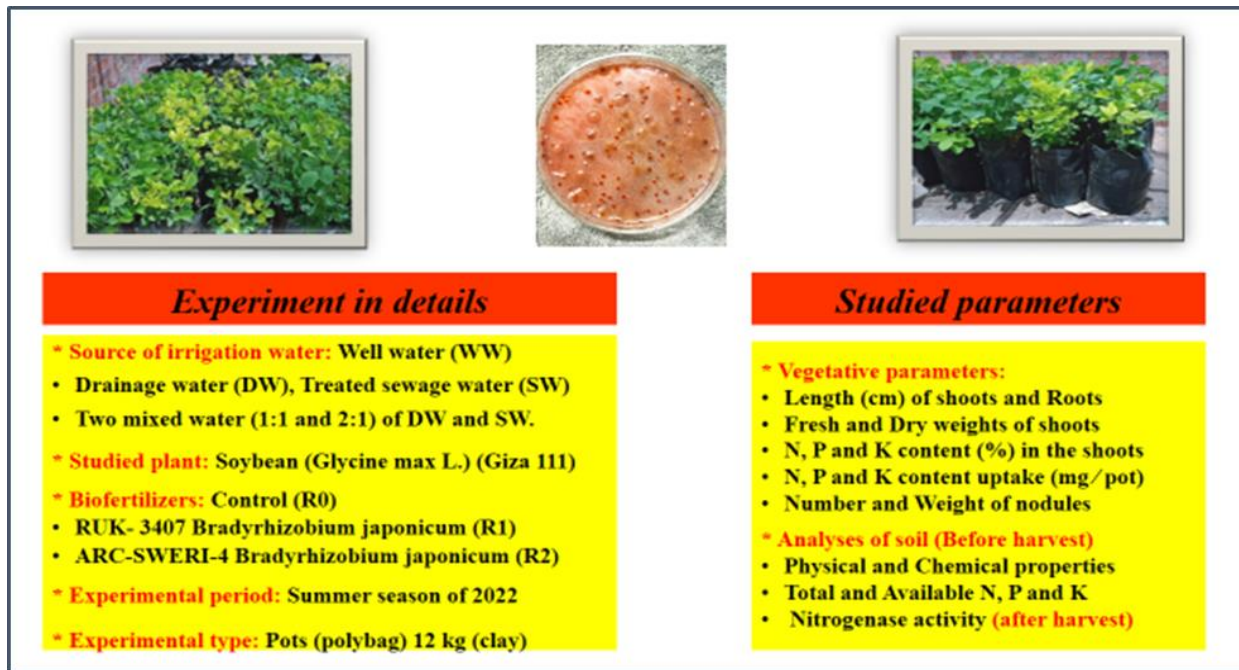 Experiment in details
* Source of irrigation water: Well water (WW)
• Drainage water (DW), Treated sewage water (SW)
• Two mixed water (1:1 and 2:1) of DW and SW.
* Studied plant: Soybean (Glycine max L.) (Giza 111)
* Biofertilizers: Control (R0)
• RUK- 3407 Bradyrhizobium japonicum (R1)
• ARC-SWERI-4 Bradyrhizobium japonicum (R2)
* Experimental period: Summer season of 2022
* Experimental type: Pots (polybag) 12 kg (clay)
Studied parameters
* Vegetative parameters:
• Length (cm) of shoots and Roots
• Fresh and Dry weights of shoots
• N, P and K content (%) in the shoots
• N, P and K content uptake (mg/pot)
• Number and Weight of nodules
* Analyses of soil (Before harvest)
• Physical and Chemical properties
• Total and Available N, P and K
• Nitrogenase activity (after harvest)